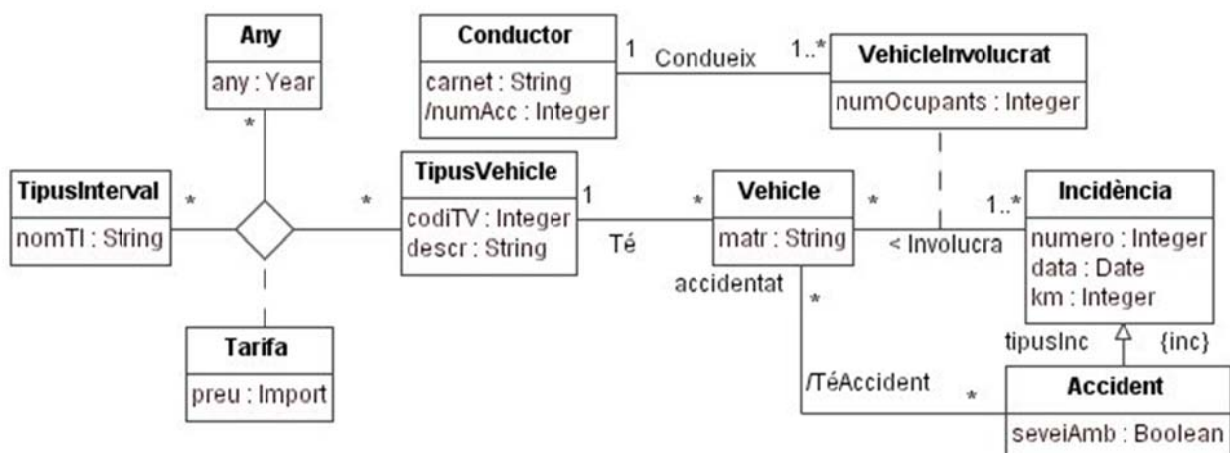 Any
any : Year
*
Conductor
carnet : String
/numAcc : Integer
1
Condueix
1..*
VehicleInvolucrat
numOcupants : Integer
TipusInterval
nomTI : String
*
*
TipusVehicle
codiTV : Integer
descr : String
1
Té
*
Vehicle
matr : String
*
< Involucra
1..*
Incidència
numero : Integer
data : Date
km : Integer
accidentat
*
tipusInc
{inc}
Tarifa
preu : Import
/TéAccident
*
Accident
seveiAmb : Boolean